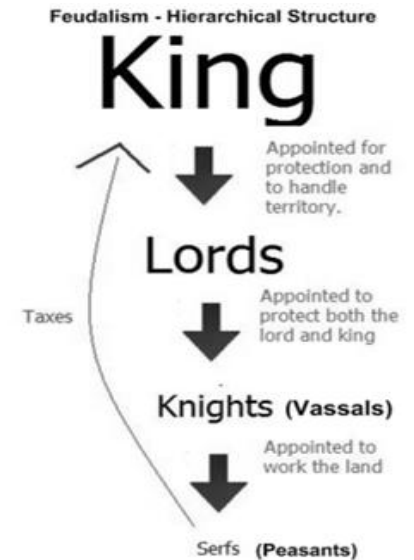 Feudalism - Hierarchical Structure
King
Appointed for
protection and
to handle
territory.
Lords
Taxes
Appointed to
protect both the
lord and king
Knights (Vassals)
Appointed to
work the land
Serfs (Peasants)